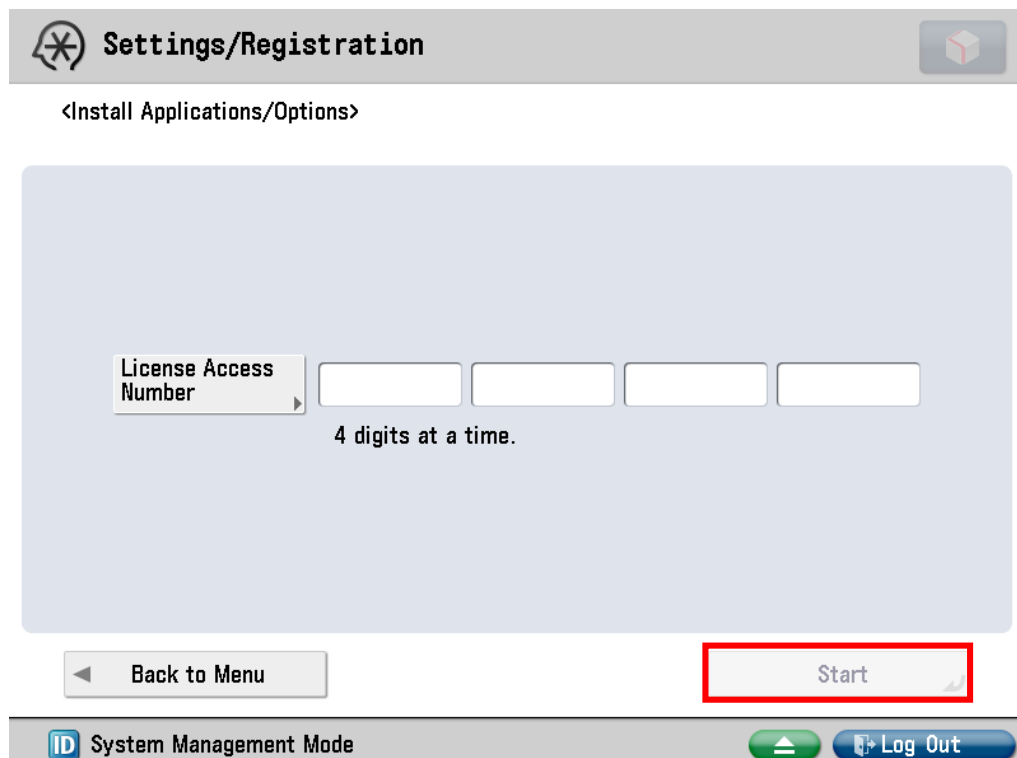 Settings/Registration
<Install Applications/Options>
License Access
Number
4 digits at a time.
Back to Menu
Start
ID System Management Mode
Log Out